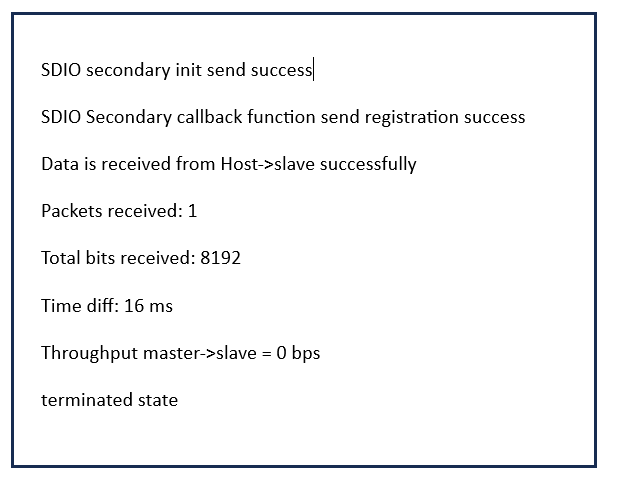 SDIO secondary init send success
SDIO Secondary callback function send registration success
Data is received from Host->slave successfully
Packets received: 1
Total bits received: 8192
Time diff: 16 ms
Throughput master->slave = 0 bps
terminated state